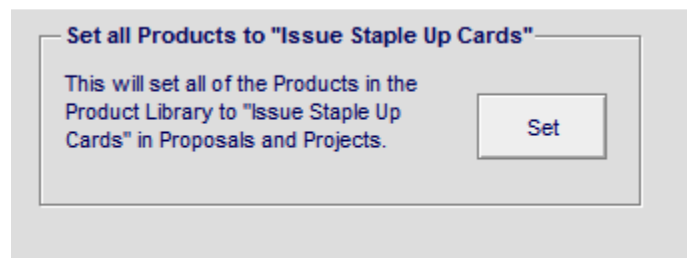 Set all Products to "Issue Staple Up Cards"
This will set all of the Products in the
Product Library to "Issue Staple Up
Cards" in Proposals and Projects.
Set